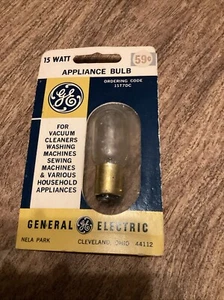 15 WATT
59¢
APPLIANCE BULB
ORDERING CODE
15T7DC
GE
FOR
VACUUM
CLEANERS
WASHING
MACHINES
SEWING
MACHINES
& VARIOUS
HOUSEHOLD
APPLIANCES
GENERAL GE ELECTRIC
NELA PARK CLEVELAND, OHIO 44112